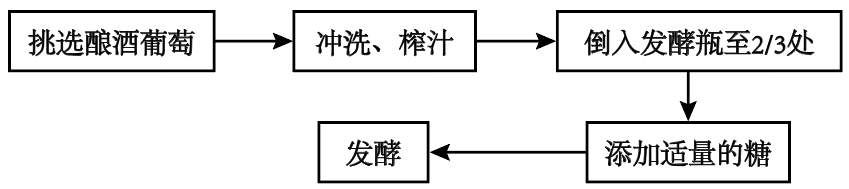 挑选酿酒葡萄
冲洗、榨汁
倒入发酵瓶至2/3处
添加适量的糖
发酵